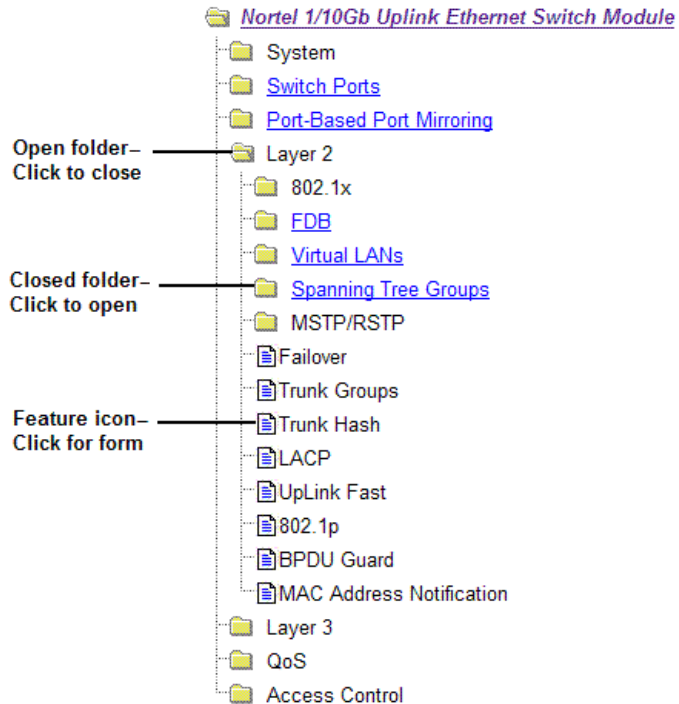 Nortel 1/10Gb Uplink Ethernet Switch Module
System
Switch Ports
Port-Based Port Mirroring
Open folder–
Click to close
Layer 2
802.1x
FDB
Virtual LANs
Closed folder–
Click to open
Spanning Tree Groups
MSTP/RSTP
Failover
Trunk Groups
Feature icon–
Click for form
Trunk Hash
LACP
UpLink Fast
802.1p
BPDU Guard
MAC Address Notification
Layer 3
QoS
Access Control